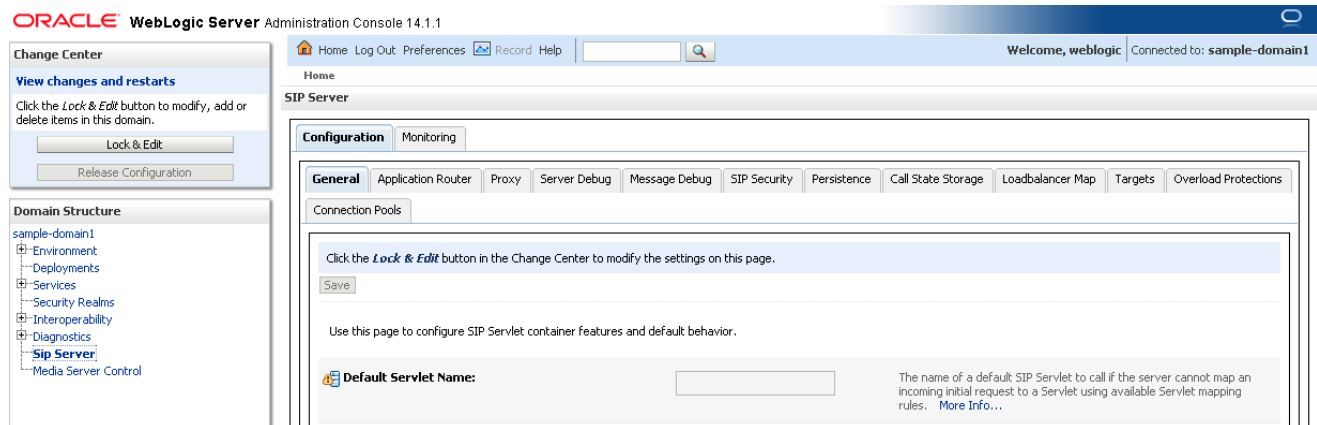 ORACLE WebLogic Server Administration Console 14.1.1
Change Center
View changes and restarts
Click the Lock & Edit button to modify, add or
delete items in this domain.
Lock & Edit
Release Configuration
Domain Structure
sample-domain1
Environment
Deployments
Services
Security Realms
Interoperability
Diagnostics
Sip Server
Media Server Control
Home Log Out Preferences Record Help
Welcome, weblogic Connected to: sample-domain1
Home
SIP Server
Configuration Monitoring
General Application Router Proxy Server Debug Message Debug SIP Security Persistence Call State Storage Loadbalancer Map Targets Overload Protections
Connection Pools
Click the Lock & Edit button in the Change Center to modify the settings on this page.
Save
Use this page to configure SIP Servlet container features and default behavior.
Default Servlet Name:
The name of a default SIP Servlet to call if the server cannot map an
incoming initial request to a Servlet using available Servlet mapping
rules. More Info...